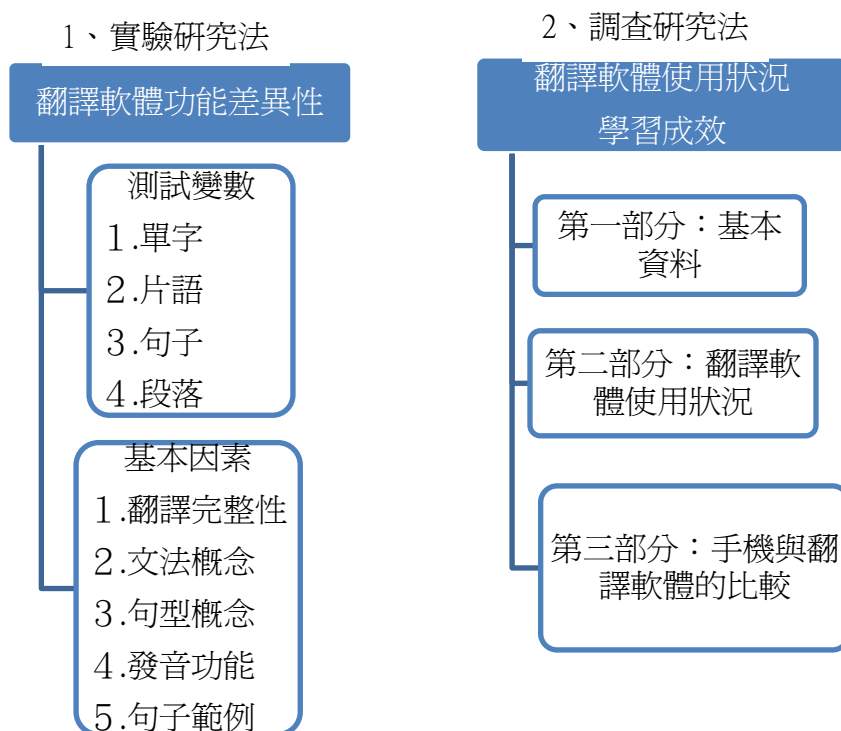 1、實驗研究法
翻譯軟體功能差異性
測試變數
１.單字
２.片語
３.句子
４.段落
基本因素
１.翻譯完整性
２.文法概念
３.句型概念
４.發音功能
５.句子範例
2、調查研究法
翻譯軟體使用狀況
學習成效
第一部分：基本
資料
第二部分：翻譯軟
體使用狀況
第三部分：手機與翻
譯軟體的比較